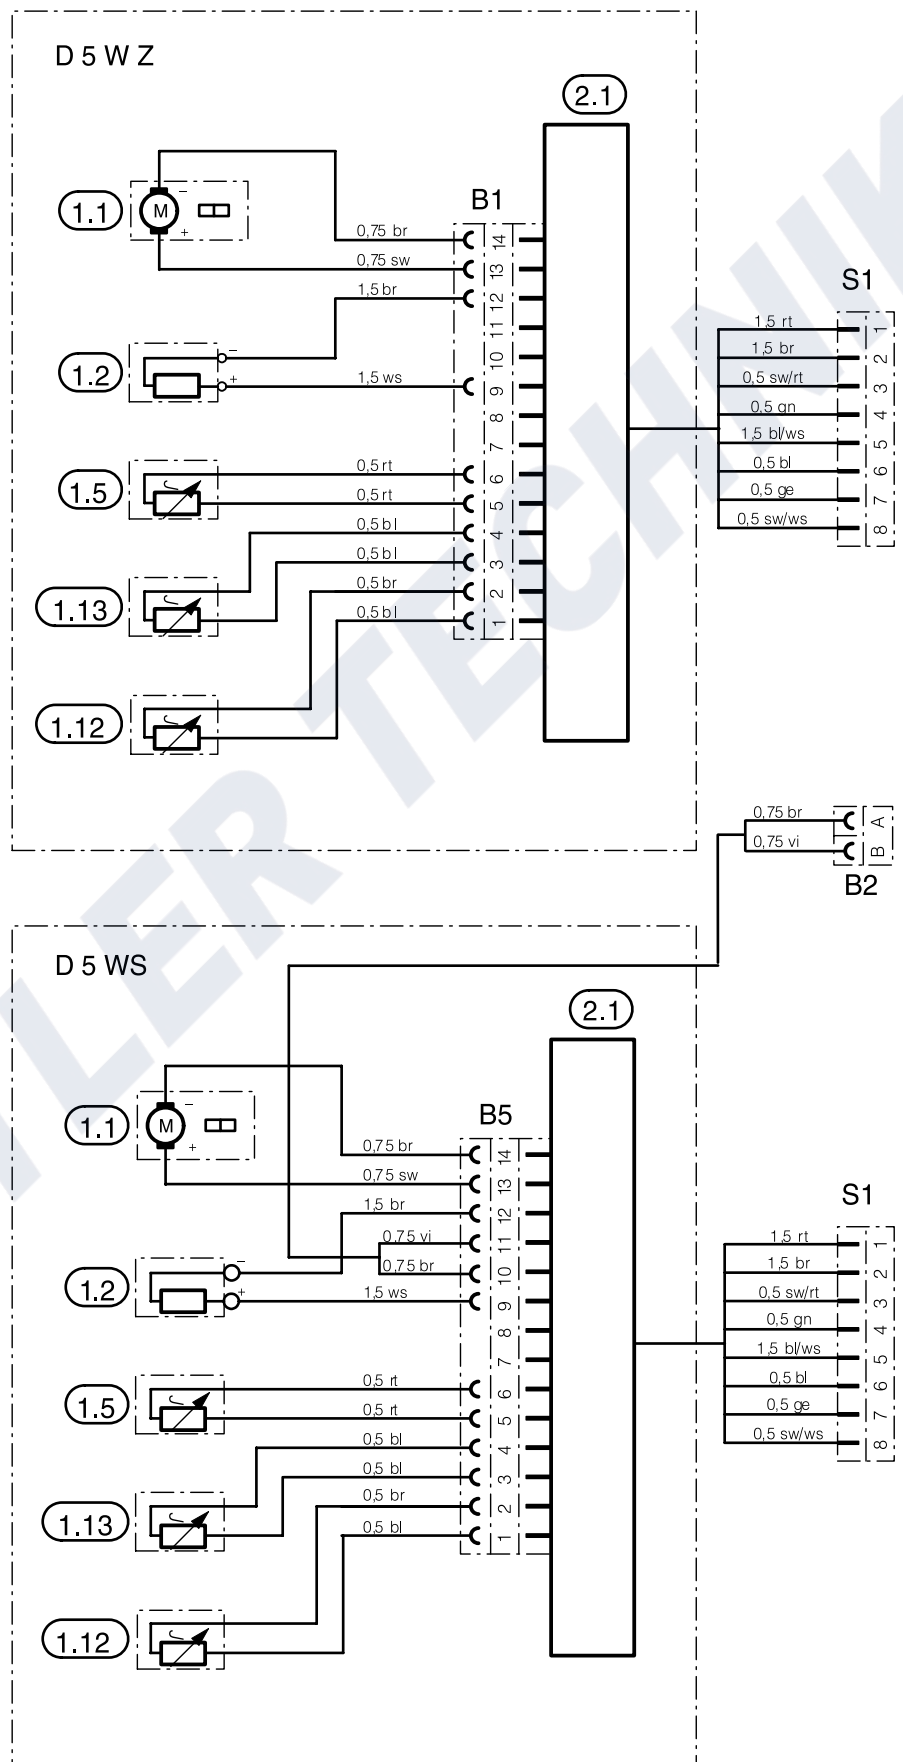 D 5 W Z
2.1
1.1
M
−
+
B1
0,75 br
14
0,75 sw
13
1,5 br
12
11
10
1.2
−
+
1,5 ws
9
8
7
1.5
0,5 rt
6
0,5 rt
5
0,5 bl
4
0,5 bl
3
1.13
0,5 br
2
0,5 bl
1
1.12
S1
1,5 rt
1
1,5 br
2
0,5 sw/rt
3
0,5 gn
4
1,5 bl/ws
5
0,5 bl
6
0,5 ge
7
0,5 sw/ws
8
0,75 br
A
0,75 vi
B
B2
D 5 WS
2.1
1.1
M
−
+
B5
0,75 br
14
0,75 sw
13
1,5 br
12
0,75 vi
11
0,75 br
10
1.2
−
+
1,5 ws
9
8
7
1.5
0,5 rt
6
0,5 rt
5
0,5 bl
4
0,5 bl
3
1.13
0,5 br
2
0,5 bl
1
1.12
S1
1,5 rt
1
1,5 br
2
0,5 sw/rt
3
0,5 gn
4
1,5 bl/ws
5
0,5 bl
6
0,5 ge
7
0,5 sw/ws
8
TLER TECHNIK